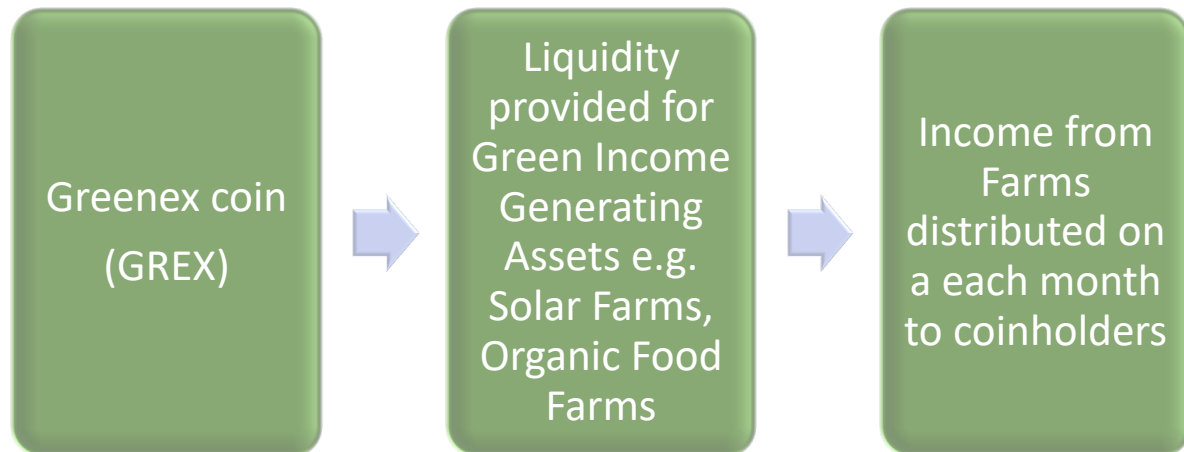 Greenex coin
(GREX)
Liquidity
provided for
Green Income
Generating
Assets e.g.
Solar Farms,
Organic Food
Farms
Income from
Farms
distributed on
a each month
to coinholders